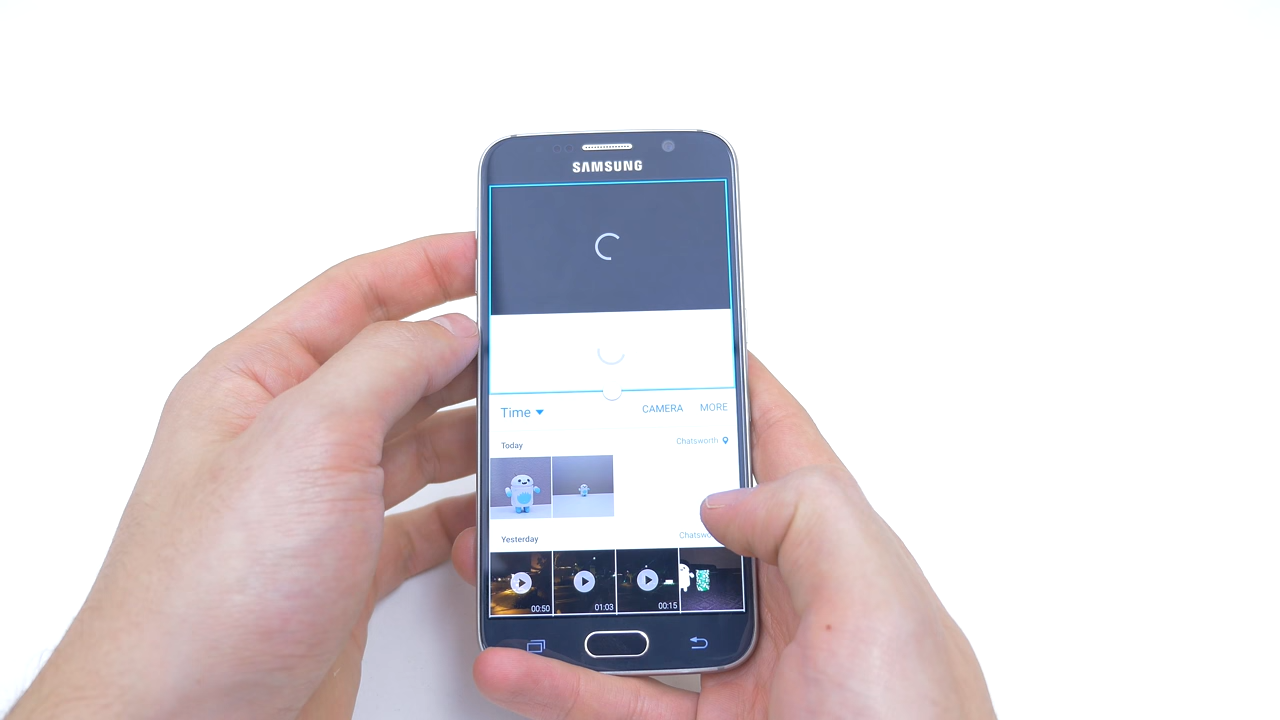 SAMSUNG
Time
CAMERA MORE
Today
Chatsworth
Yesterday
00:50 01:03 00:15